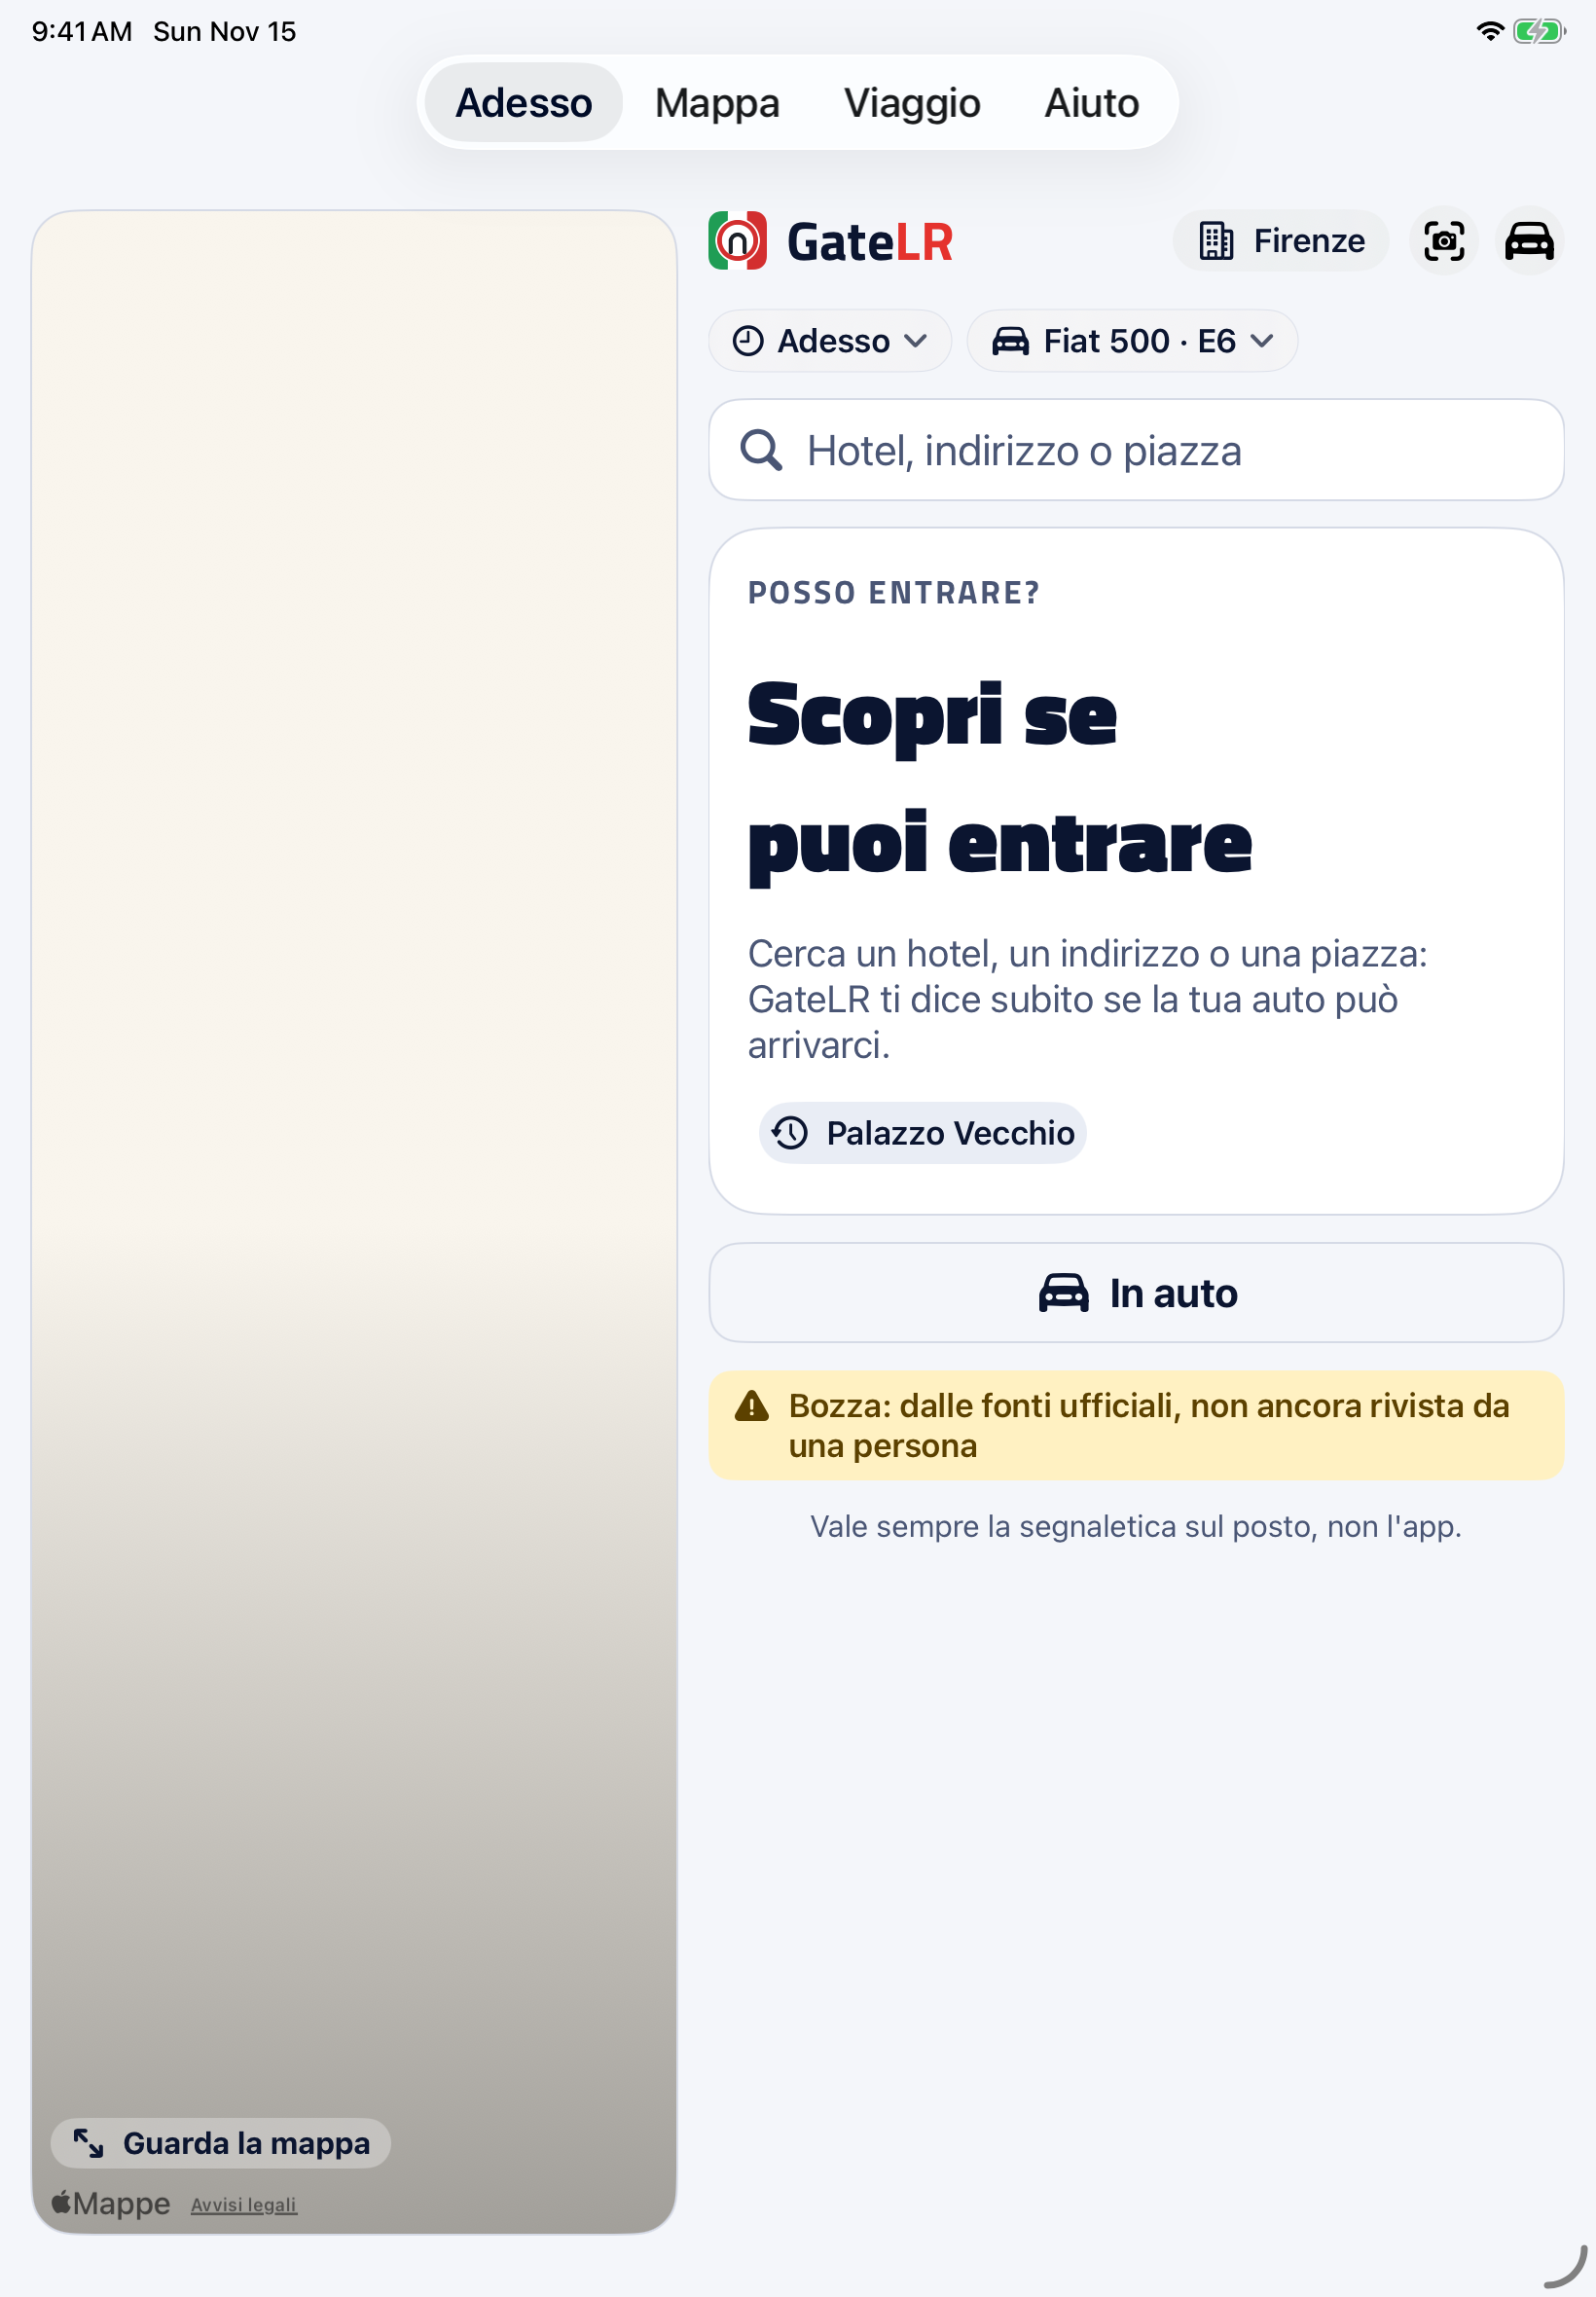 9:41 AM Sun Nov 15
Adesso Mappa Viaggio Aiuto
GateLR
Firenze
Adesso
Fiat 500 · E6
Hotel, indirizzo o piazza
POSSO ENTRARE?
Scopri se
puoi entrare
Cerca un hotel, un indirizzo o una piazza:
GateLR ti dice subito se la tua auto può
arrivarci.
Palazzo Vecchio
In auto
Bozza: dalle fonti ufficiali, non ancora rivista da
una persona
Vale sempre la segnaletica sul posto, non l'app.
Guarda la mappa
Mappe Avvisi legali